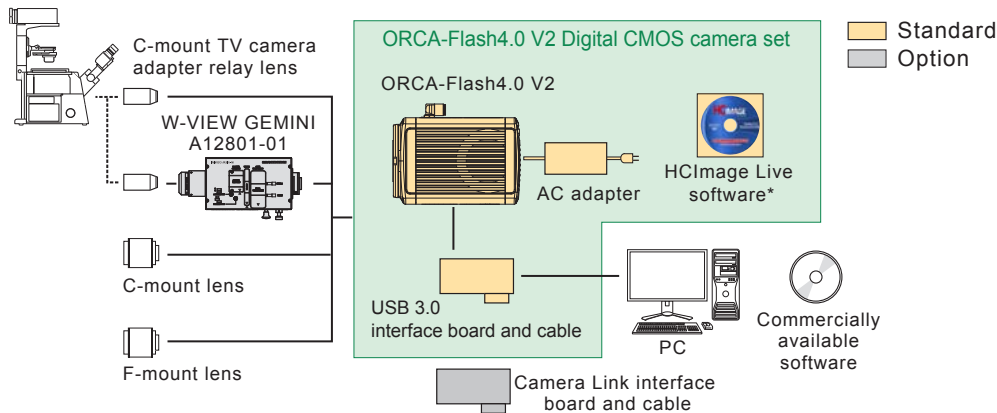 C-mount TV camera
adapter relay lens
W-VIEW GEMINI
A12801-01
C-mount lens
F-mount lens
ORCA-Flash4.0 V2 Digital CMOS camera set
ORCA-Flash4.0 V2
AC adapter
HCIMAGE
HCImage Live
software*
USB 3.0
interface board and cable
PC
Commercially
available
software
Camera Link interface
board and cable
Standard
Option